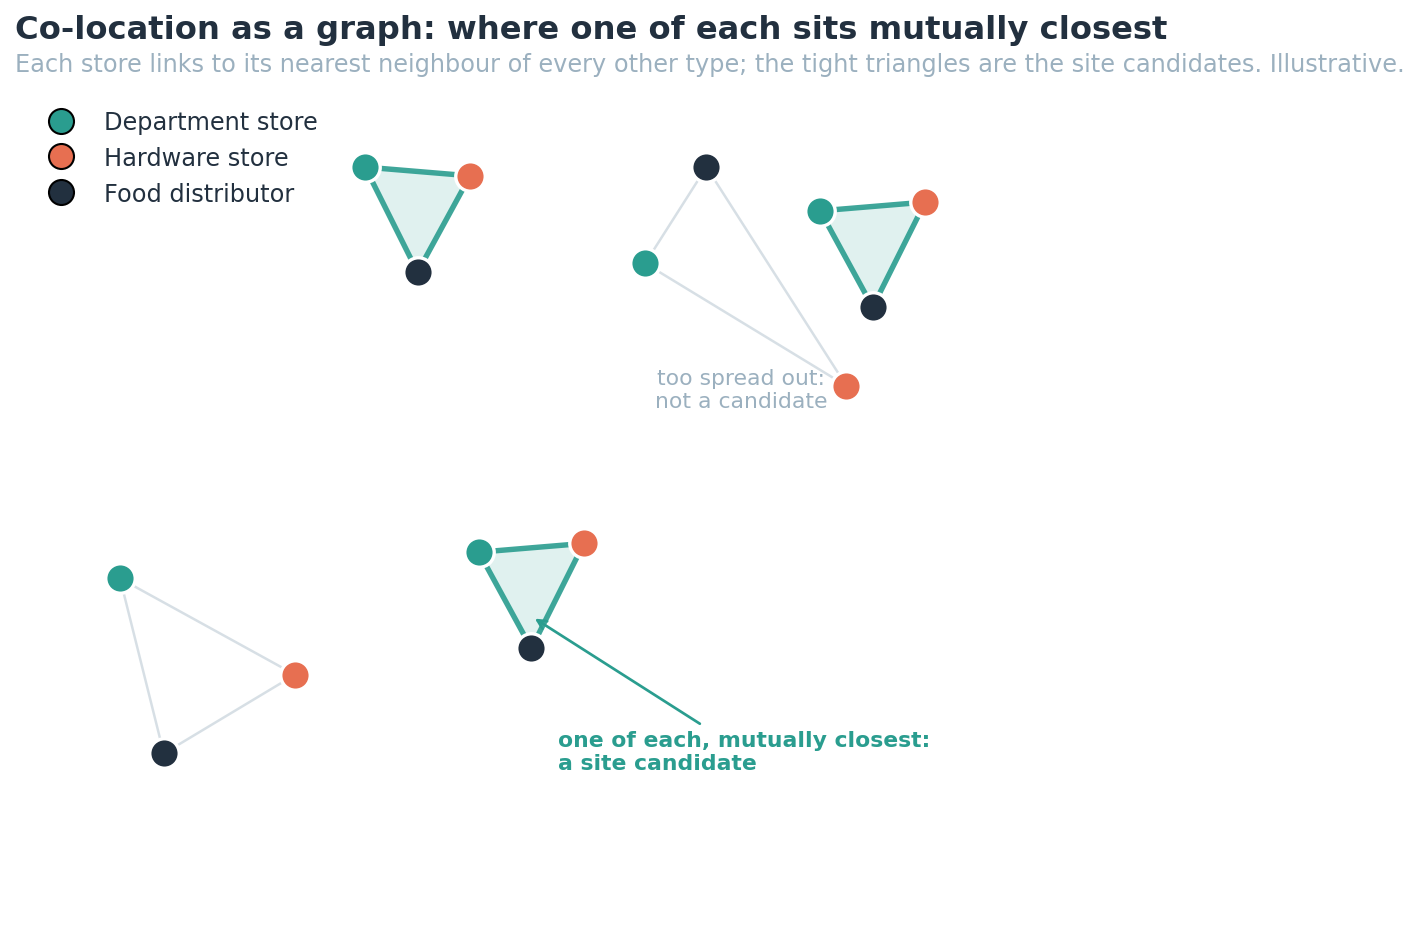 Co-location as a graph: where one of each sits mutually closest
Each store links to its nearest neighbour of every other type; the tight triangles are the site candidates. Illustrative.
Department store
Hardware store
Food distributor
too spread out:
not a candidate
one of each, mutually closest:
a site candidate